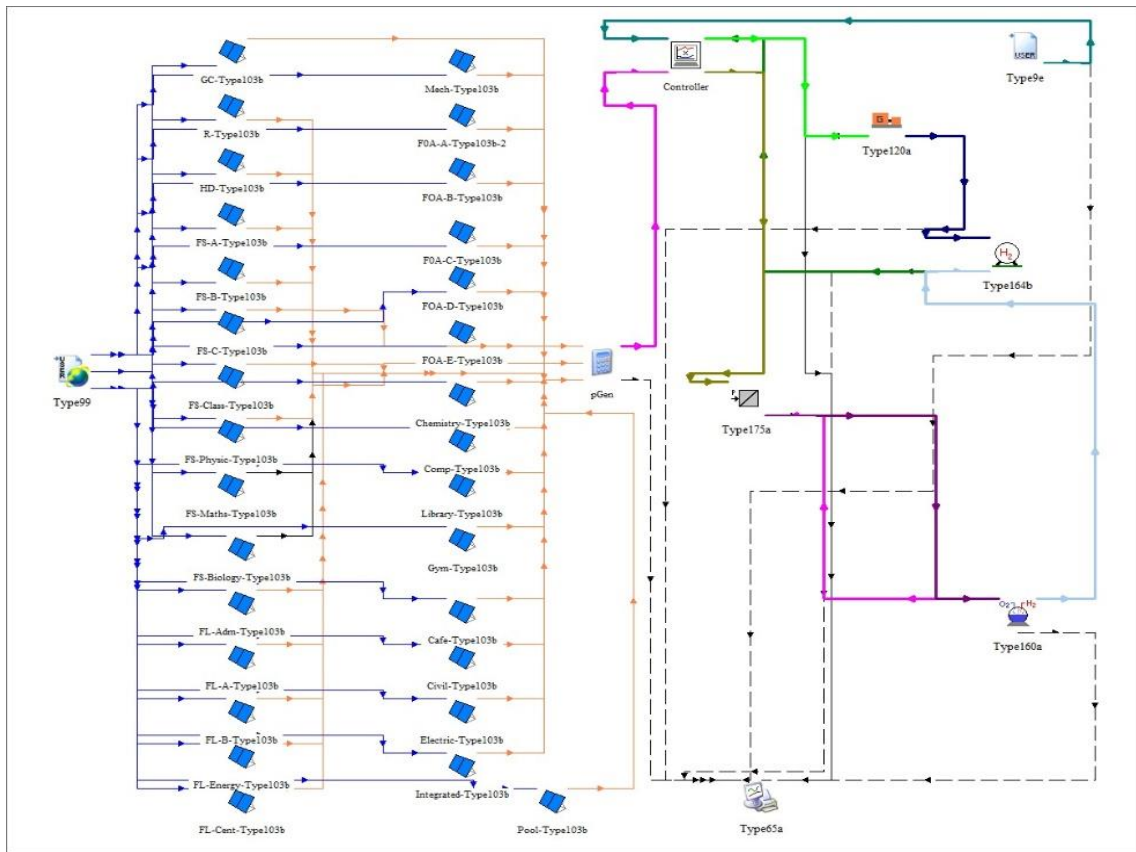 GC-Type103b
R-Type103b
HD-Type103b
FS-A-Type103b
FS-B-Type103b
FS-C-Type103b
FS-Class-Type103b
FS-Physic-Type103b
FS-Maths-Type103b
FS-Biology-Type103b
FL-Adm-Type103b
FL-A-Type103b
FL-B-Type103b
FL-Energy-Type103b
FL-Cent-Type103b
Type99
Mech-Type103b
F0A-A-Type103b-2
FOA-B-Type103b
F0A-C-Type103b
FOA-D-Type103b
FOA-E-Type103b
Chemistry-Type103b
Comp-Type103b
Library-Type103b
Gym-Type103b
Cafe-Type103b
Civil-Type103b
Electric-Type103b
Integrated-Type103b
Pool-Type103b
pGen
Controller
USER
Type9e
G
Type120a
H2
Type164b
Type175a
O2
H2
Type160a
Type65a